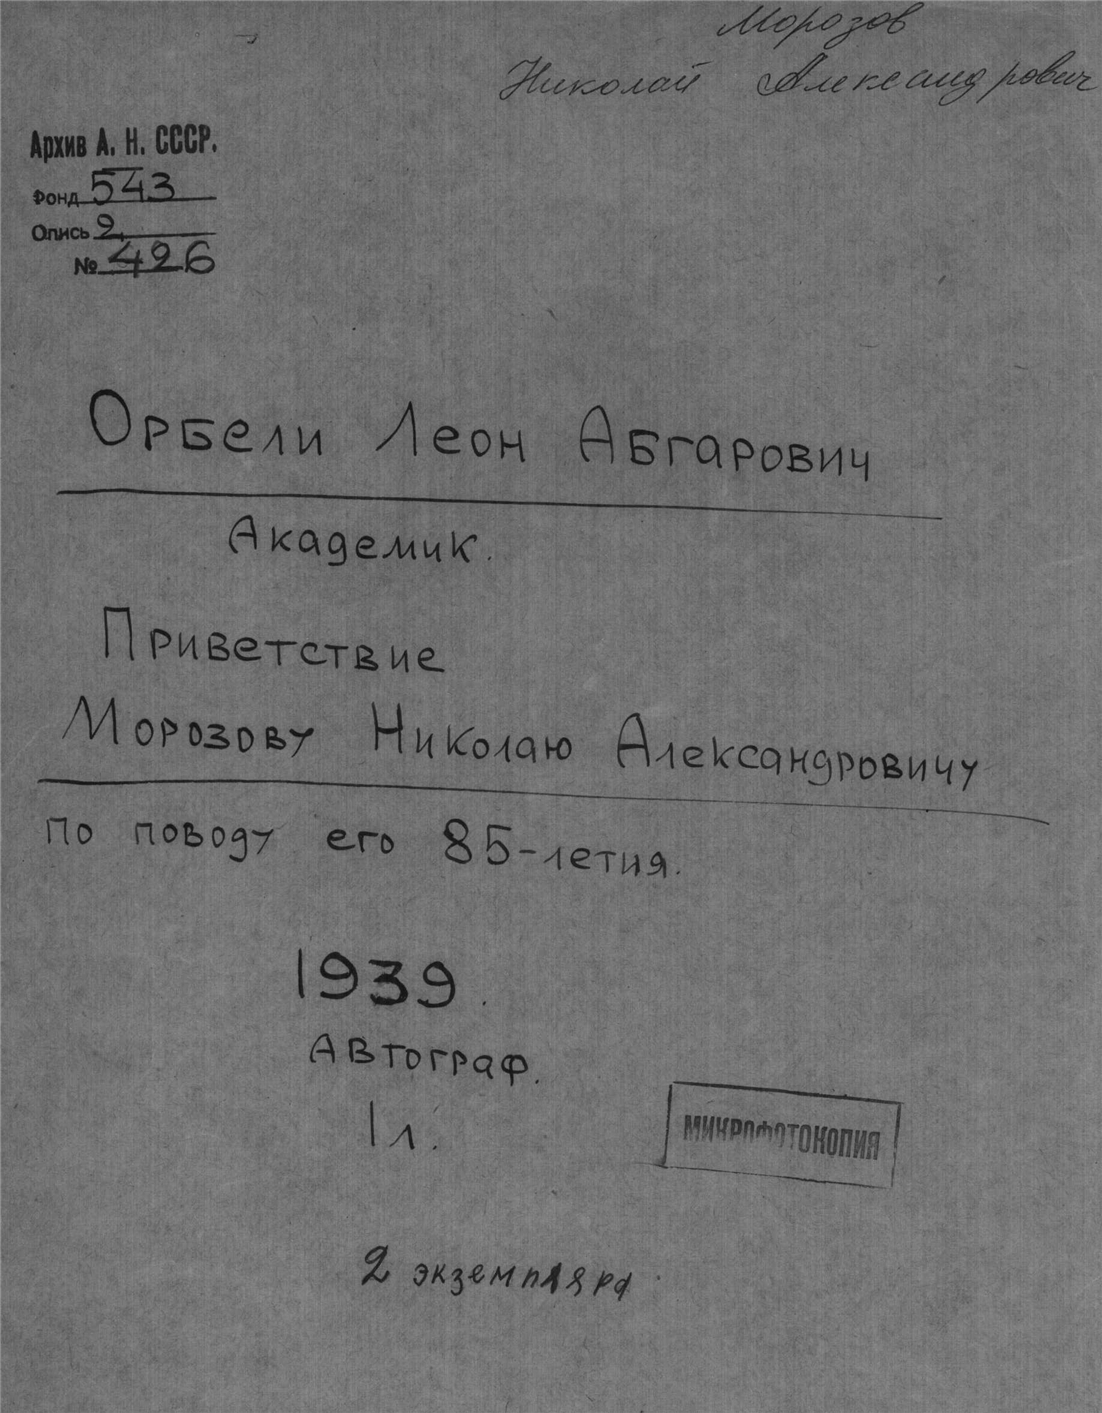 Морозов
Николай Александрович
Архив А. Н. СССР.
Фонд 543
Опись 2
№ 426
Орбели Леон Абгарович
Академик.
Приветствие
Морозову Николаю Александровичу
по поводу его 85-летия.
1939.
Автограф.
1 л.
МИКРОФОТОКОПИЯ
2 экземпляра